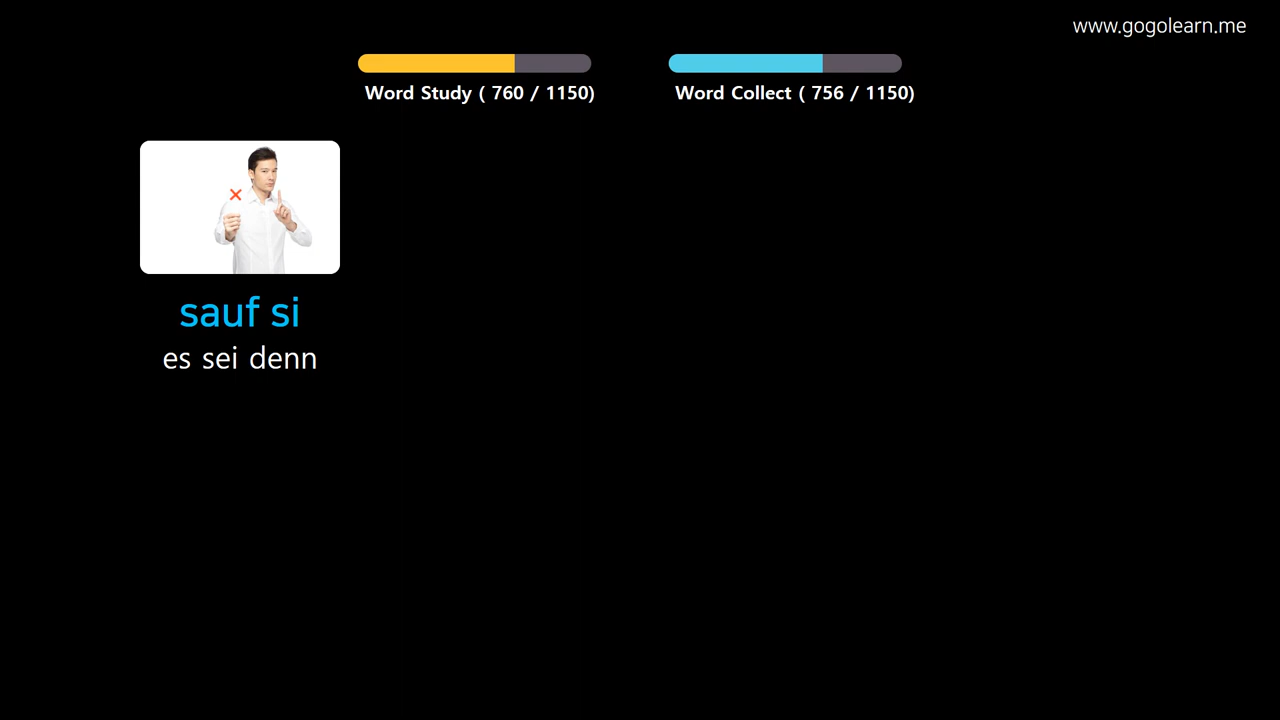 www.gogolearn.me
Word Study ( 760 / 1150)
Word Collect ( 756 / 1150)
sauf si
es sei denn